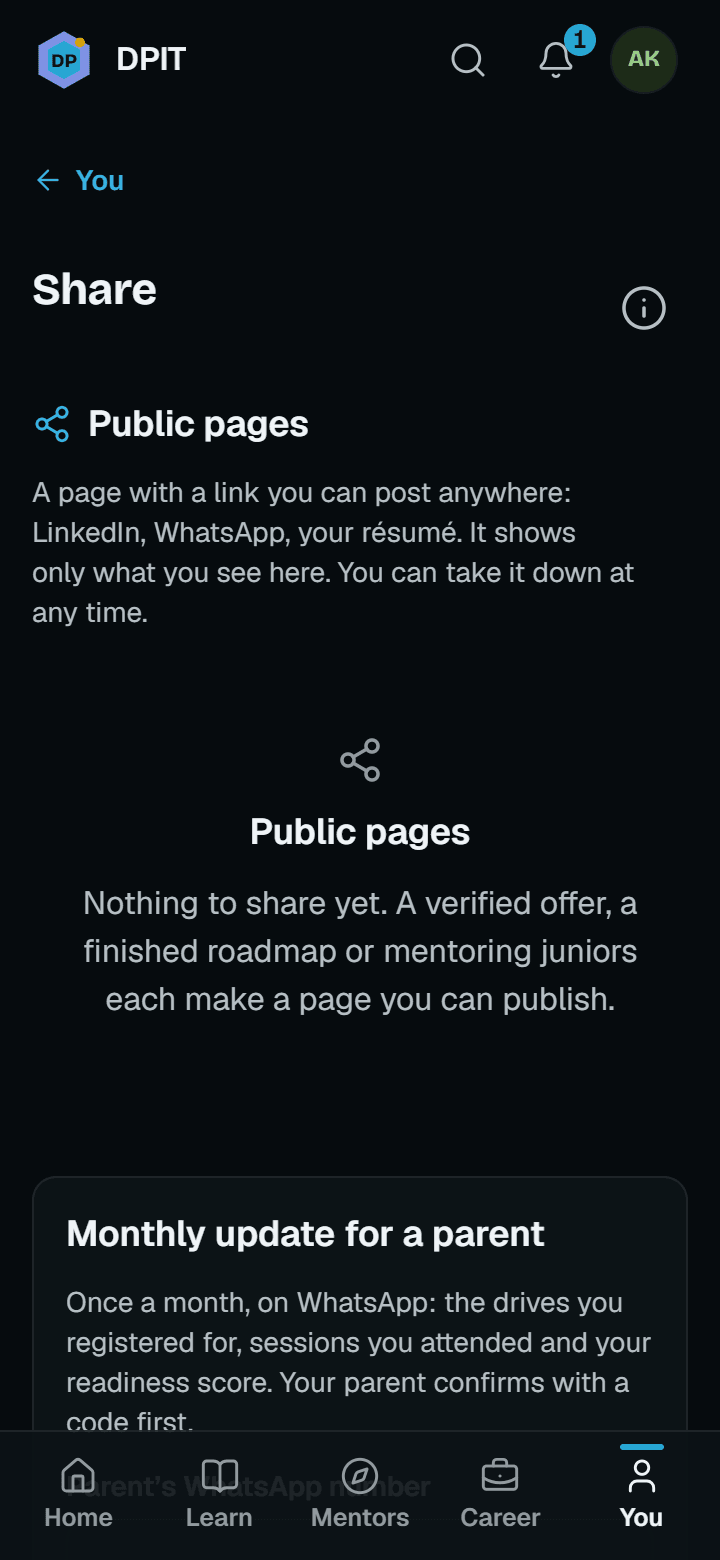 DP
DPIT
1
AK
You
Share
Public pages
A page with a link you can post anywhere:
LinkedIn, WhatsApp, your résumé. It shows
only what you see here. You can take it down at
any time.
Public pages
Nothing to share yet. A verified offer, a
finished roadmap or mentoring juniors
each make a page you can publish.
Monthly update for a parent
Once a month, on WhatsApp: the drives you
registered for, sessions you attended and your
readiness score. Your parent confirms with a
code first.
Parent's WhatsApp number
Home
Learn
Mentors
Career
You